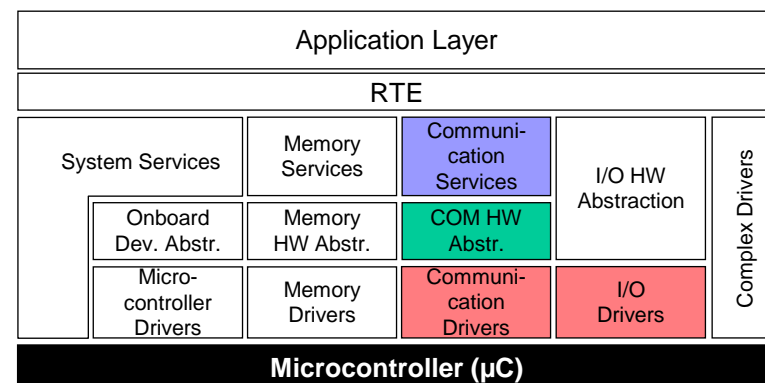 Application Layer
RTE
System Services
Memory
Services
Communi-
cation
Services
I/O HW
Abstraction
Complex Drivers
Onboard
Dev. Abstr.
Memory
HW Abstr.
COM HW
Abstr.
Micro-
controller
Drivers
Memory
Drivers
Communi-
cation
Drivers
I/O
Drivers
Microcontroller (µC)